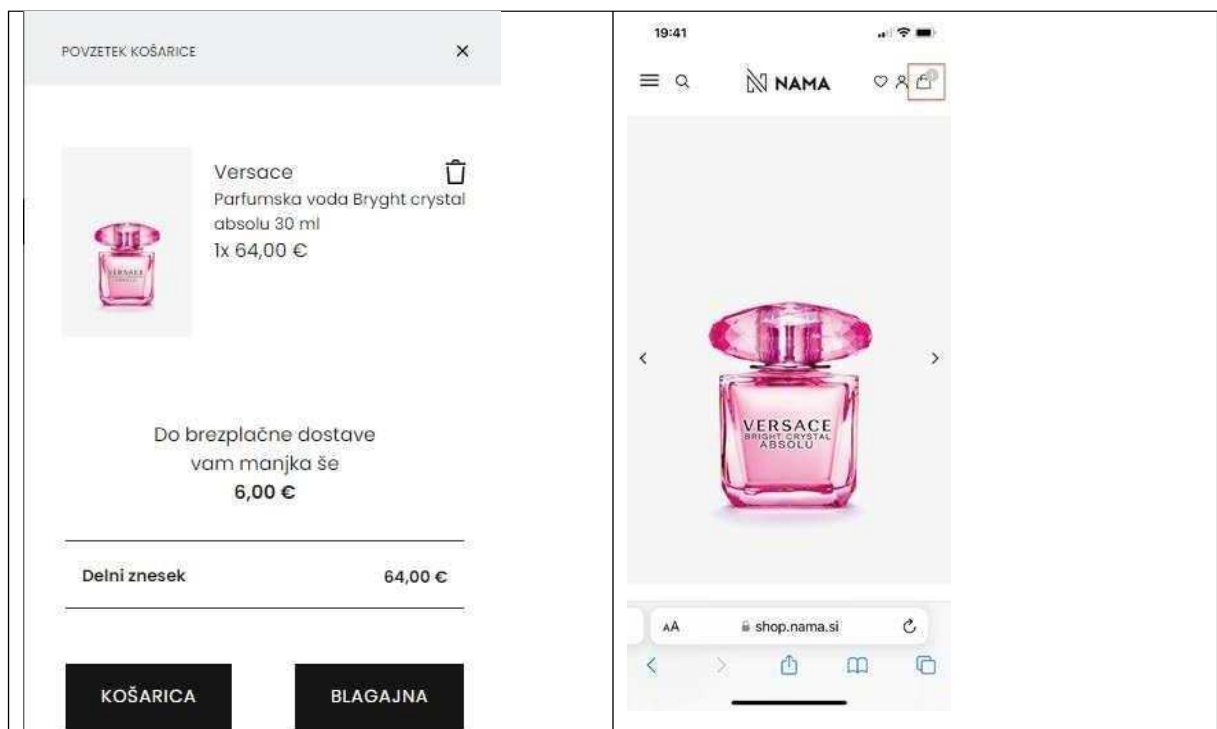 POVZETEK KOŠARICE
Versace
Parfumska voda Bryght crystal
absolu 30 ml
1x 64,00 €
VERSACE
Do brezplačne dostave
vam manjka še
6,00 €
Delni znesek 64,00 €
KOŠARICA BLAGAJNA
19:41
NAMA
VERSACE
BRIGHT CRYSTAL
ABSOLU
AA shop.nama.si